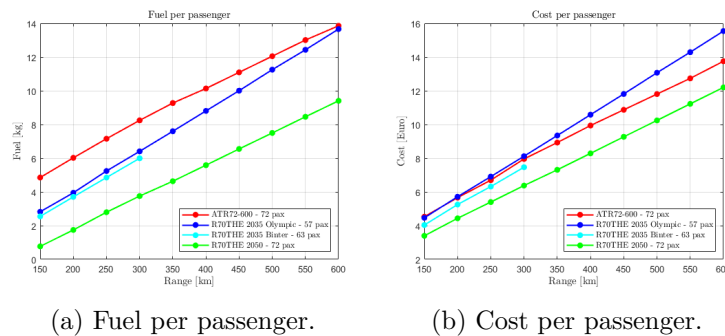 Fuel per passenger
14
12
10
8
6
4
2
0
Fuel [kg]
150 200 250 300 350 400 450 500 550 600
Range [km]
ATR72-600 - 72 pax
R70THE 2035 Olympic - 57 pax
R70THE 2035 Binter - 63 pax
R70THE 2050 - 72 pax
(a) Fuel per passenger.
Cost per passenger
16
14
12
10
8
6
4
2
Cost [Euro]
150 200 250 300 350 400 450 500 550 600
Range [km]
ATR72-600 - 72 pax
R70THE 2035 Olympic - 57 pax
R70THE 2035 Binter - 63 pax
R70THE 2050 - 72 pax
(b) Cost per passenger.